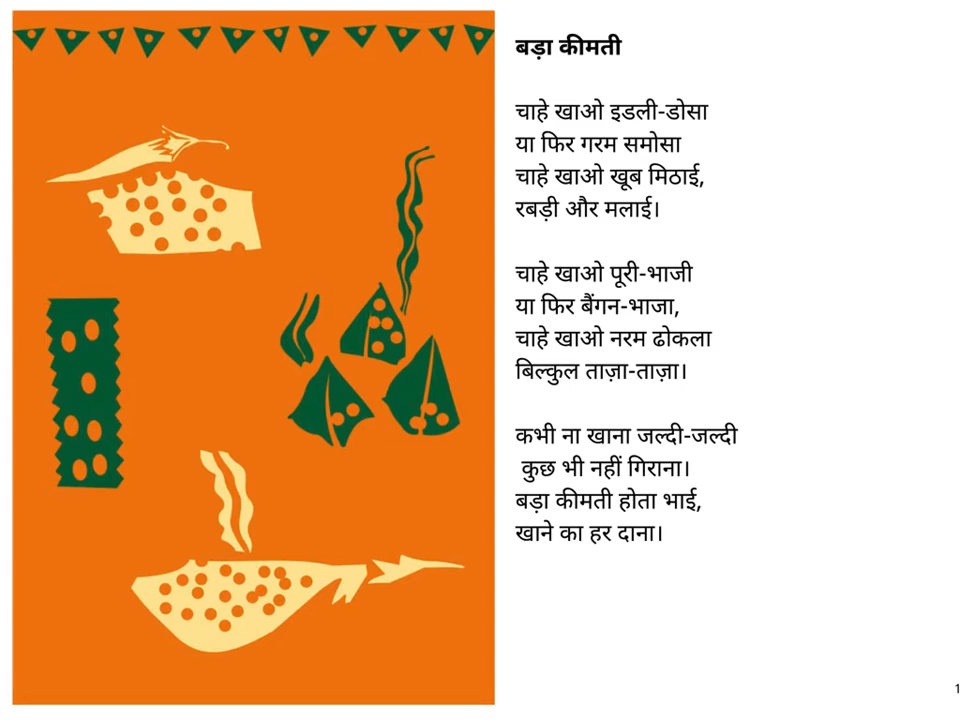 बड़ा कीमती
चाहे खाओ इडली-डोसा
या फिर गरम समोसा
चाहे खाओ खूब मिठाई,
रबड़ी और मलाई।
चाहे खाओ पूरी-भाजी
या फिर बैंगन-भाजा,
चाहे खाओ नरम ढोकला
बिल्कुल ताज़ा-ताज़ा।
कभी ना खाना जल्दी-जल्दी
कुछ भी नहीं गिराना।
बड़ा कीमती होता भाई,
खाने का हर दाना।
1